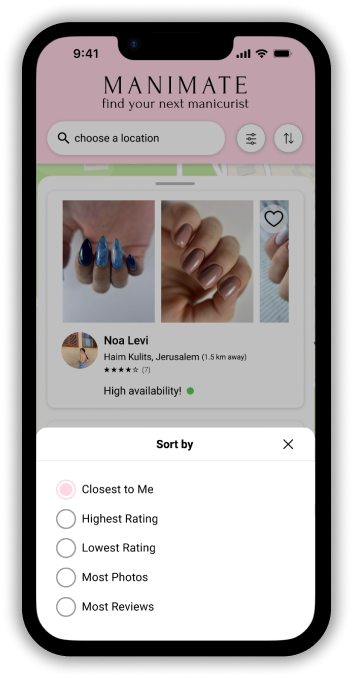 9:41
MANIMATE
find your next manicurist
choose a location
Noa Levi
Haim Kulits, Jerusalem (1.5 km away)
★★★★☆ (7)
High availability!
Sort by
Closest to Me
Highest Rating
Lowest Rating
Most Photos
Most Reviews